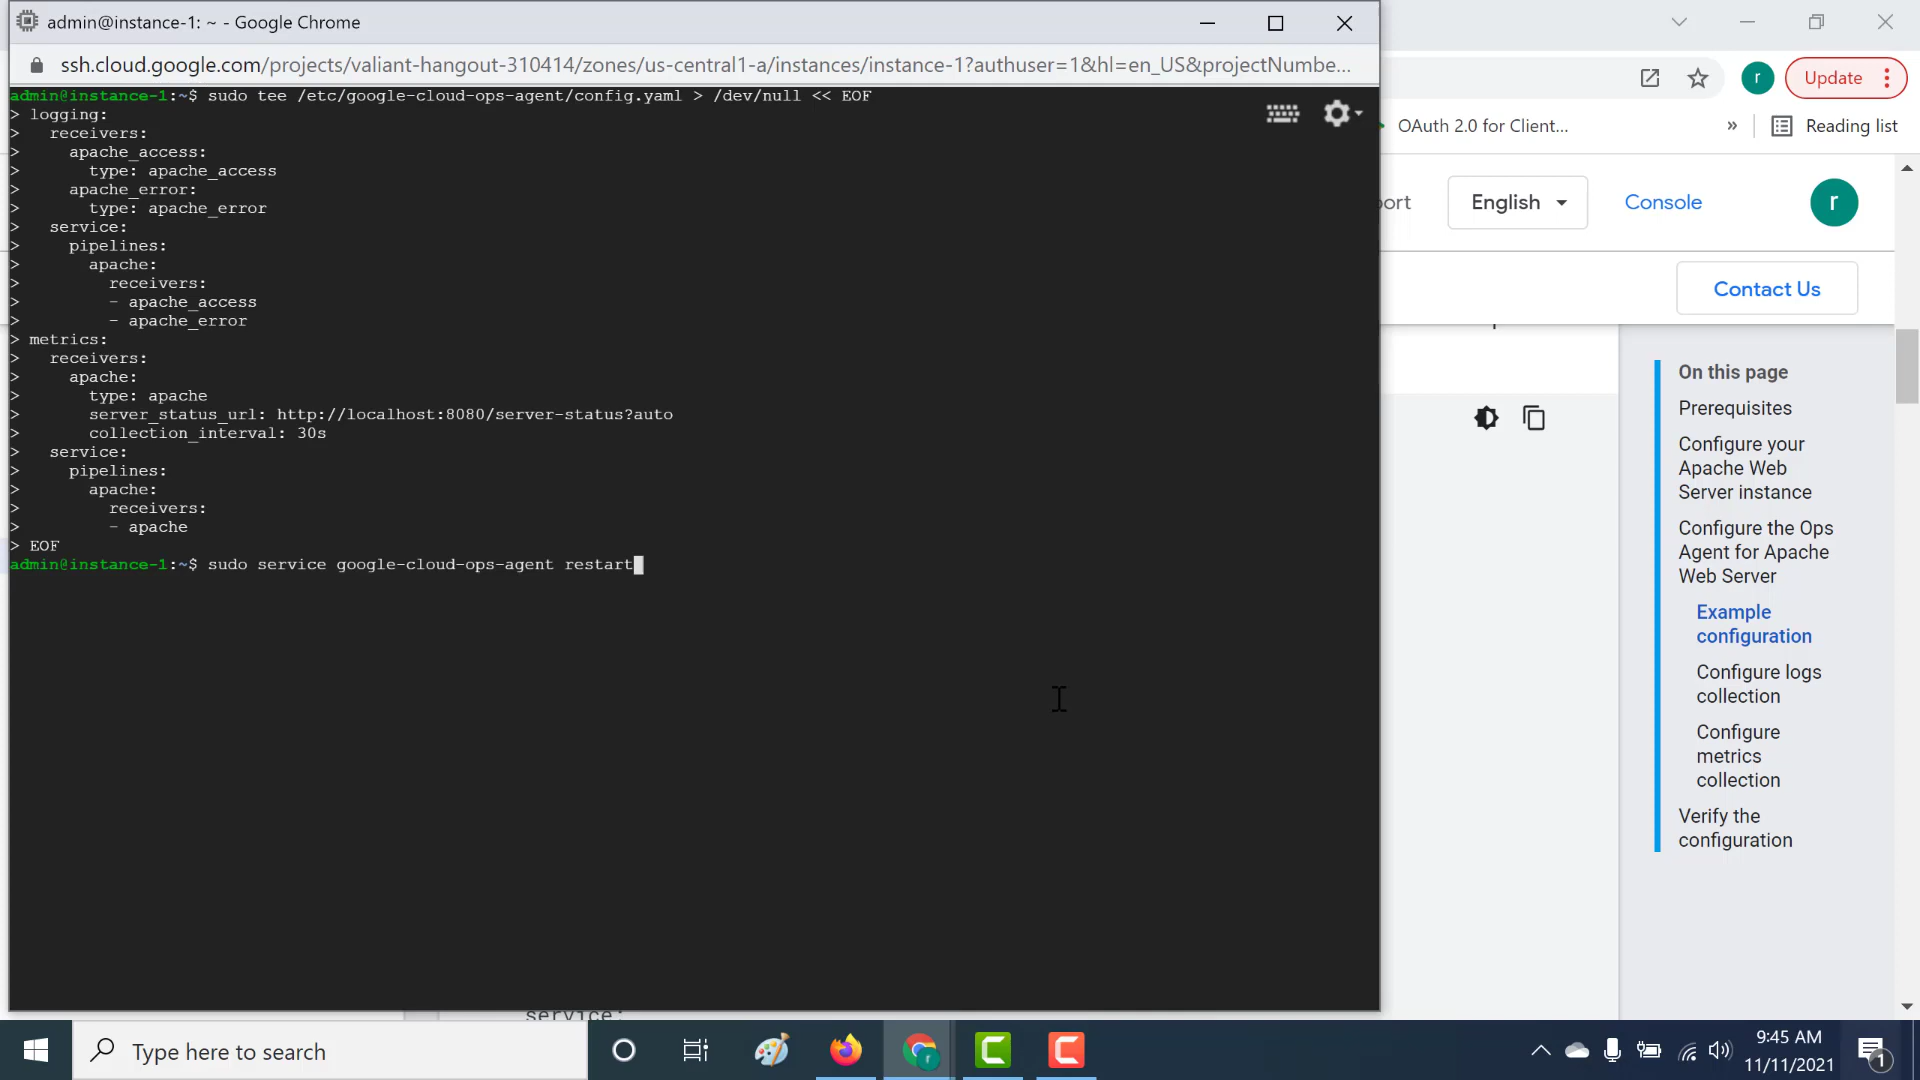 admin@instance-1: ~ - Google Chrome
ssh.cloud.google.com/projects/valiant-hangout-310414/zones/us-central1-a/instances/instance-1?authuser=1&hl=en_US&projectNumbe...
admin@instance-1:~$ sudo tee /etc/google-cloud-ops-agent/config.yaml > /dev/null << EOF
> logging:
>   receivers:
>     apache_access:
>       type: apache_access
>     apache_error:
>       type: apache_error
>   service:
>     pipelines:
>       apache:
>         receivers:
>         - apache_access
>         - apache_error
> metrics:
>   receivers:
>     apache:
>       type: apache
>       server_status_url: http://localhost:8080/server-status?auto
>       collection_interval: 30s
>   service:
>     pipelines:
>       apache:
>         receivers:
>         - apache
> EOF
admin@instance-1:~$ sudo service google-cloud-ops-agent restart
r
Update
OAuth 2.0 for Client...
»
Reading list
English
Console
r
Contact Us
On this page
Prerequisites
Configure your
Apache Web
Server instance
Configure the Ops
Agent for Apache
Web Server
Example
configuration
Configure logs
collection
Configure
metrics
collection
Verify the
configuration
service:
Type here to search
9:45 AM
11/11/2021
1